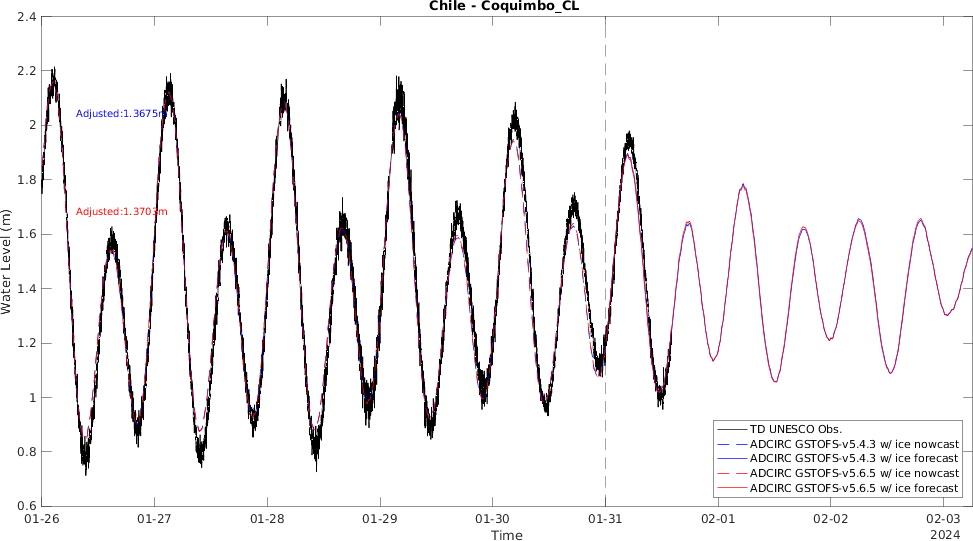 Chile - Coquimbo_CL
2.4
2.2
2
1.8
1.6
1.4
1.2
1
0.8
0.6
Water Level (m)
Adjusted:1.3675m
Adjusted:1.3703m
TD UNESCO Obs.
ADCIRC GSTOFS-v5.4.3 w/ ice nowcast
ADCIRC GSTOFS-v5.4.3 w/ ice forecast
ADCIRC GSTOFS-v5.6.5 w/ ice nowcast
ADCIRC GSTOFS-v5.6.5 w/ ice forecast
01-26 01-27 01-28 01-29 01-30 01-31 02-01 02-02 02-03
Time
2024